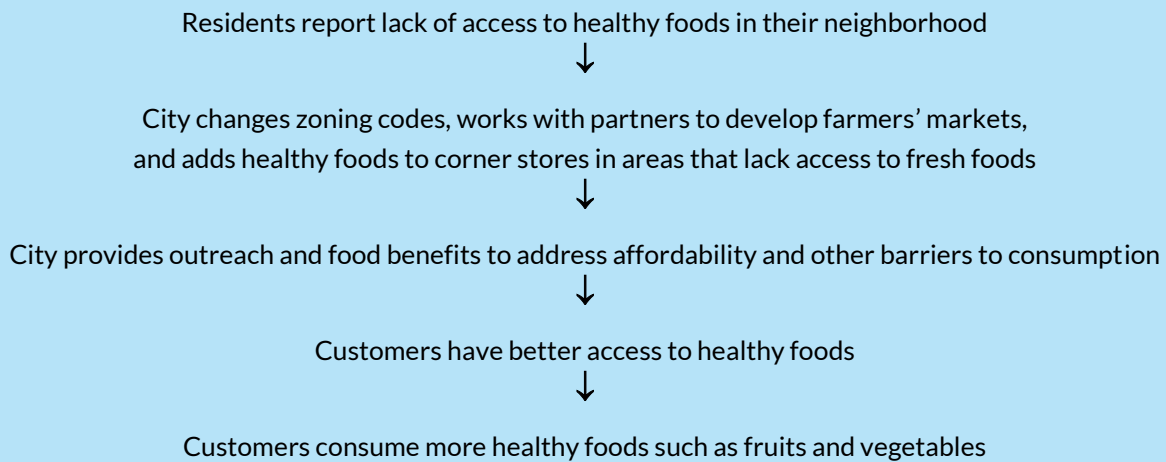 Residents report lack of access to healthy foods in their neighborhood
↓
City changes zoning codes, works with partners to develop farmers’ markets,
and adds healthy foods to corner stores in areas that lack access to fresh foods
↓
City provides outreach and food benefits to address affordability and other barriers to consumption
↓
Customers have better access to healthy foods
↓
Customers consume more healthy foods such as fruits and vegetables